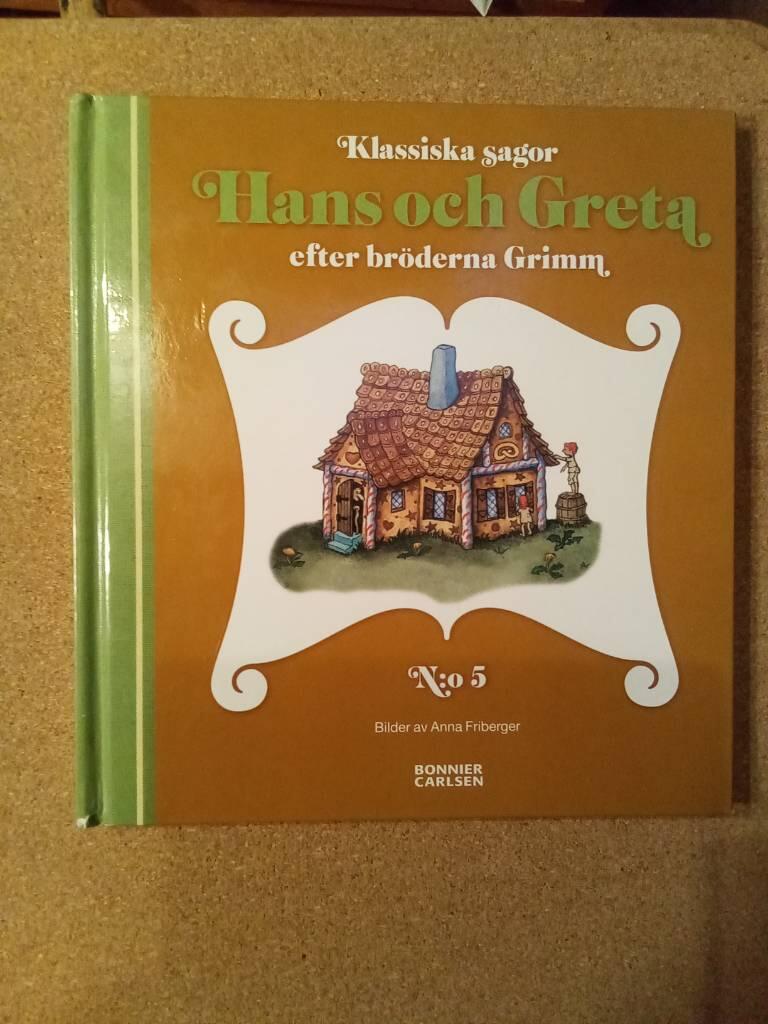 Klassiska sagor
Hans och Greta
efter bröderna Grimm
N:o 5
Bilder av Anna Friberger
BONNIER
CARLSEN